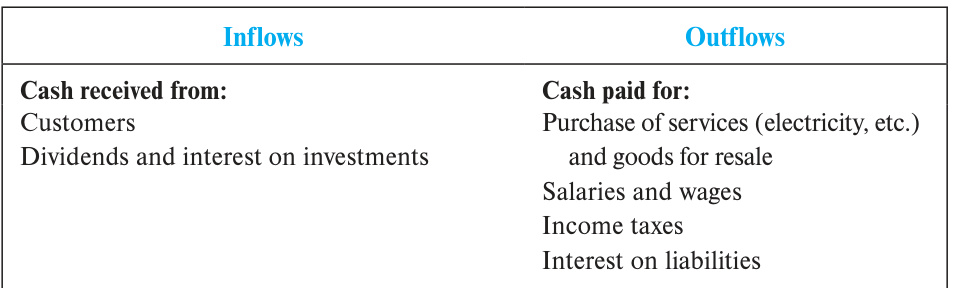 Inflows
Outflows
Cash received from:
Customers
Dividends and interest on investments
Cash paid for:
Purchase of services (electricity, etc.)
and goods for resale
Salaries and wages
Income taxes
Interest on liabilities